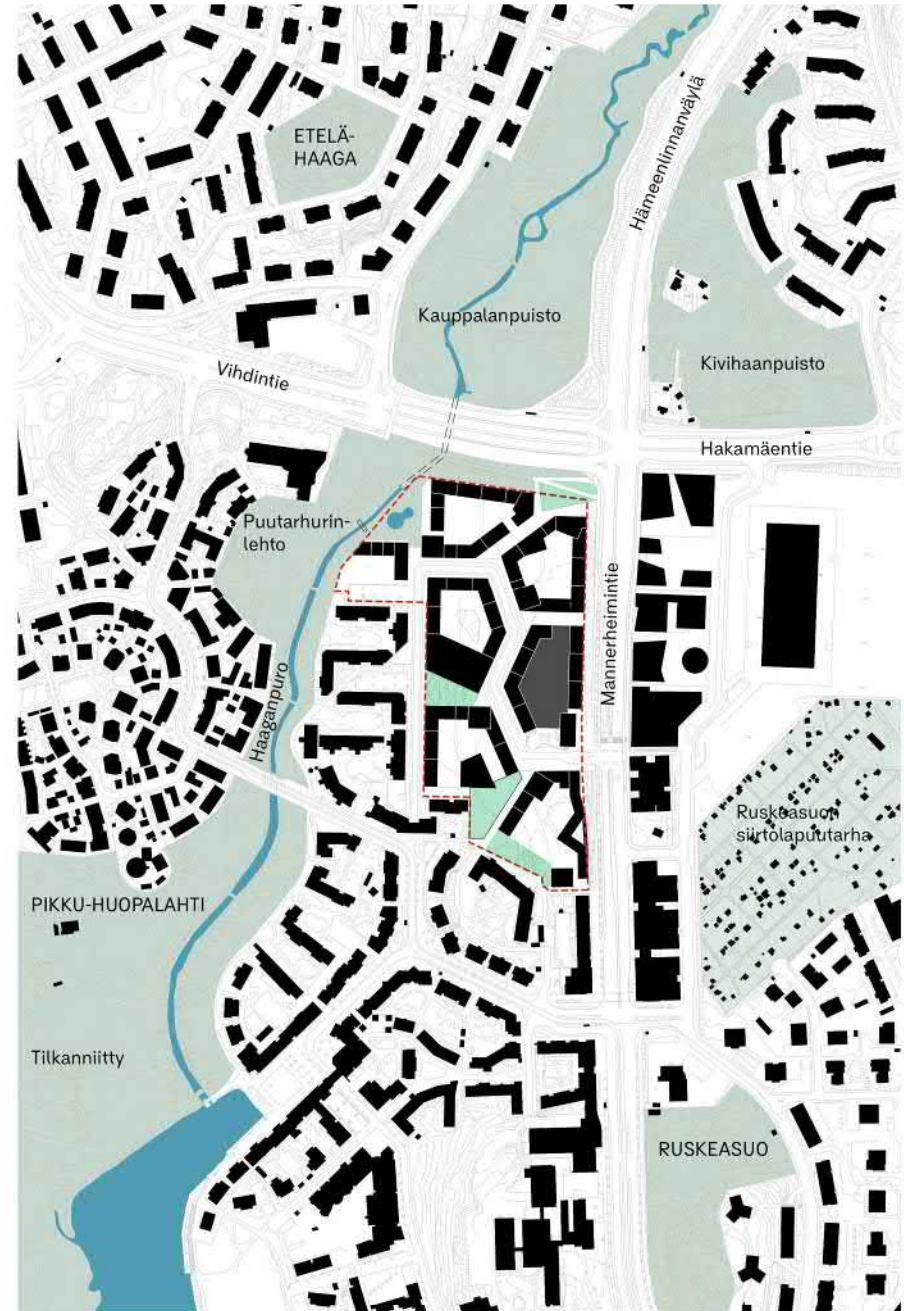 ETELÄ-
HAAGA
Hämeenlinnanväylä
Kauppalanpuisto
Kivihaanpuisto
Vihdintie
Hakamäentie
Puutarhurin-
lehto
Mannerheimintie
Haaganpuro
Ruskeasuon
siirtolapuutarha
PIKKU-HUOPALAHTI
Tilkanniitty
RUSKEASUO